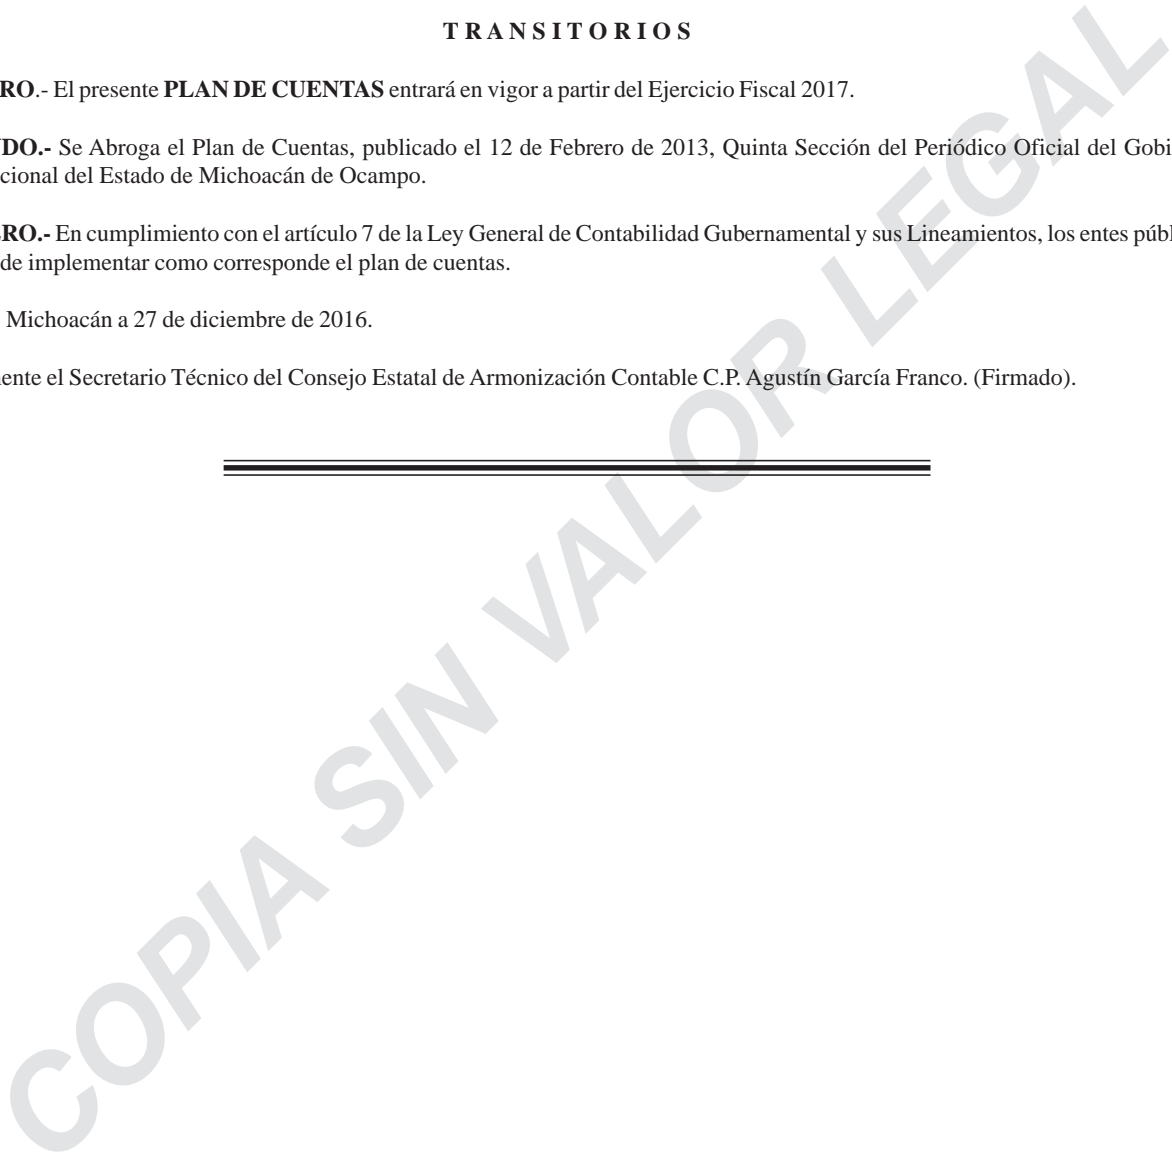 T R A N S I T O R I O S
RO.- El presente PLAN DE CUENTAS entrará en vigor a partir del Ejercicio Fiscal 2017.
DO.- Se Abroga el Plan de Cuentas, publicado el 12 de Febrero de 2013, Quinta Sección del Periódico Oficial del Gobi
cional del Estado de Michoacán de Ocampo.
RO.- En cumplimiento con el artículo 7 de la Ley General de Contabilidad Gubernamental y sus Lineamientos, los entes públ
de implementar como corresponde el plan de cuentas.
Michoacán a 27 de diciembre de 2016.
ente el Secretario Técnico del Consejo Estatal de Armonización Contable C.P. Agustín García Franco. (Firmado).
COPIA SIN VALOR LEGAL